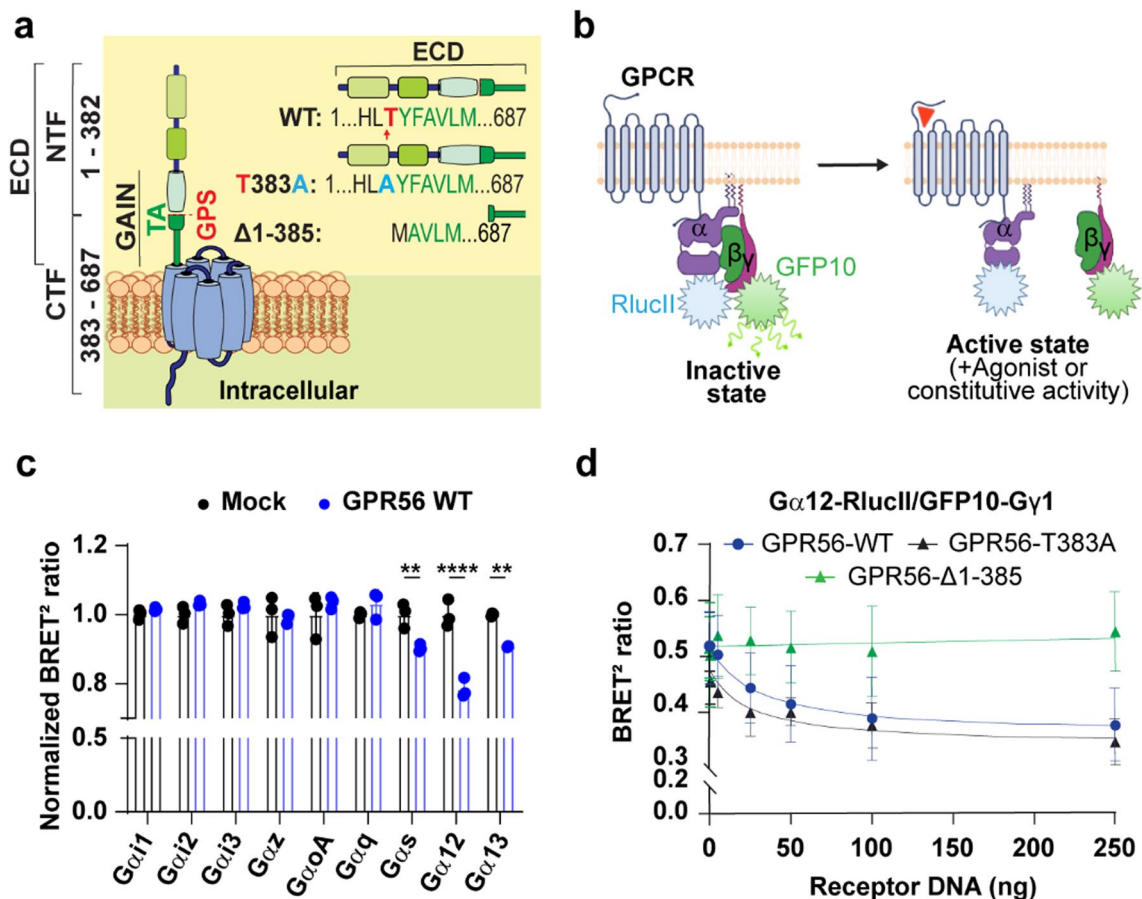 a
ECD
NTF
1 - 382
CTF
383 - 687
GAIN
TA
GPS
Intracellular
ECD
WT: 1...HLTYFAVLM...687
T383A: 1...HLAYFAVLM...687
Δ1-385: MAVLM...687
b
GPCR
α
βγ
GFP10
RlucII
Inactive
state
α
βγ
Active state
(+Agonist or
constitutive activity)
c
Mock GPR56 WT
Normalized BRET² ratio
1.2
1.0
0.8
0.5
0.0
** **** **
Gαi1 Gαi2 Gαi3 Gαz GαoA Gαq Gαs Gα12 Gα13
d
Gα12-RlucII/GFP10-Gγ1
GPR56-WT GPR56-T383A
GPR56-Δ1-385
BRET² ratio
0.7
0.6
0.5
0.4
0.3
0.2
0.0
0 50 100 150 200 250
Receptor DNA (ng)